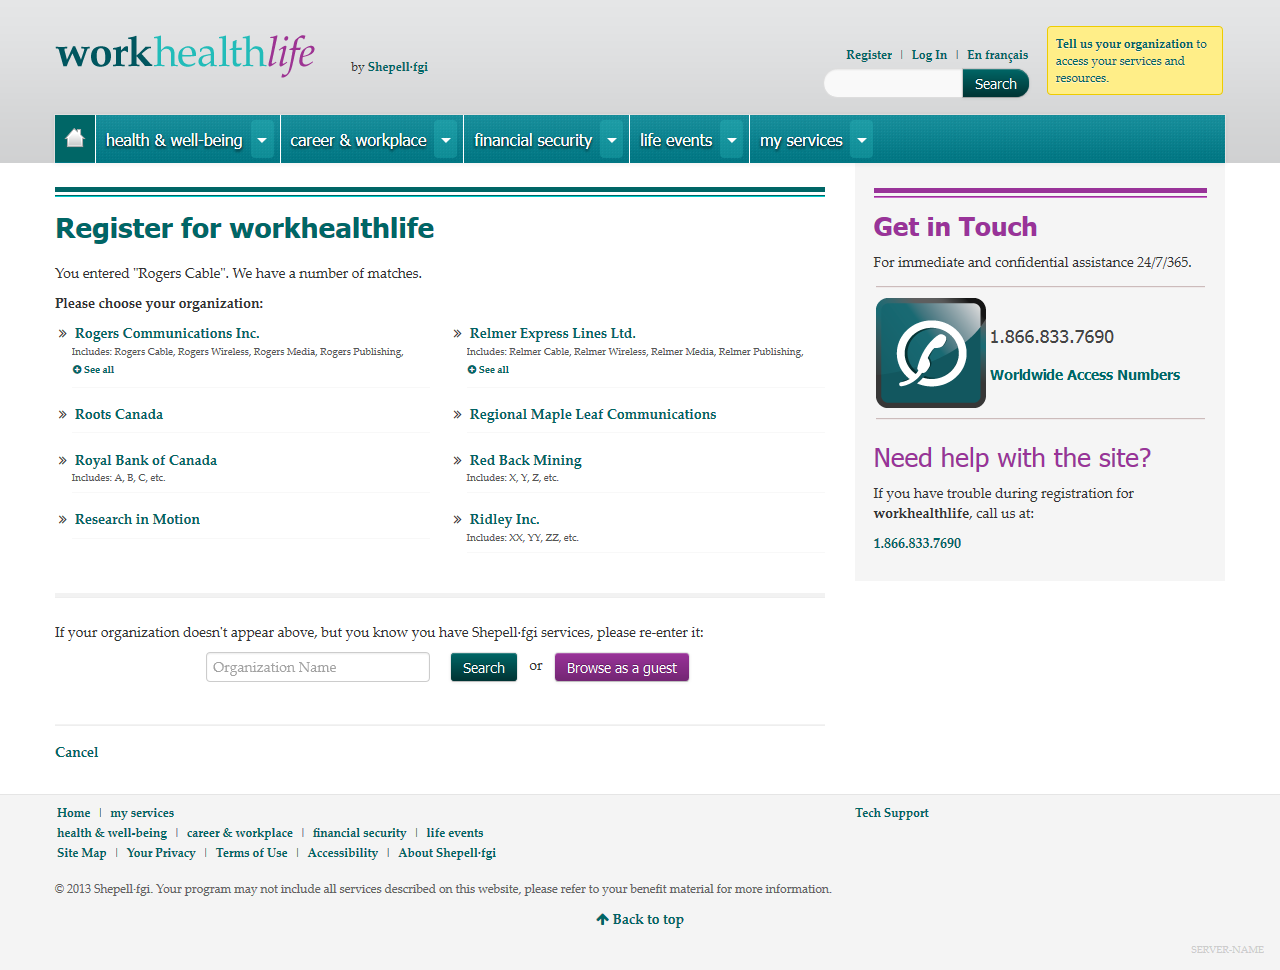 workhealthlife
by Shepell·fgi
Register | Log In | En français
Search
Tell us your organization to
access your services and
resources.
health & well-being
career & workplace
financial security
life events
my services
Register for workhealthlife
You entered "Rogers Cable". We have a number of matches.
Please choose your organization:
» Rogers Communications Inc.
Includes: Rogers Cable, Rogers Wireless, Rogers Media, Rogers Publishing,
See all
» Relmer Express Lines Ltd.
Includes: Relmer Cable, Relmer Wireless, Relmer Media, Relmer Publishing,
See all
» Roots Canada
» Regional Maple Leaf Communications
» Royal Bank of Canada
Includes: A, B, C, etc.
» Red Back Mining
Includes: X, Y, Z, etc.
» Research in Motion
» Ridley Inc.
Includes: XX, YY, ZZ, etc.
If your organization doesn't appear above, but you know you have Shepell·fgi services, please re-enter it:
Organization Name
Search
or
Browse as a guest
Cancel
Get in Touch
For immediate and confidential assistance 24/7/365.
1.866.833.7690
Worldwide Access Numbers
Need help with the site?
If you have trouble during registration for
workhealthlife, call us at:
1.866.833.7690
Home | my services
health & well-being | career & workplace | financial security | life events
Site Map | Your Privacy | Terms of Use | Accessibility | About Shepell·fgi
Tech Support
© 2013 Shepell·fgi. Your program may not include all services described on this website, please refer to your benefit material for more information.
Back to top
SERVER-NAME